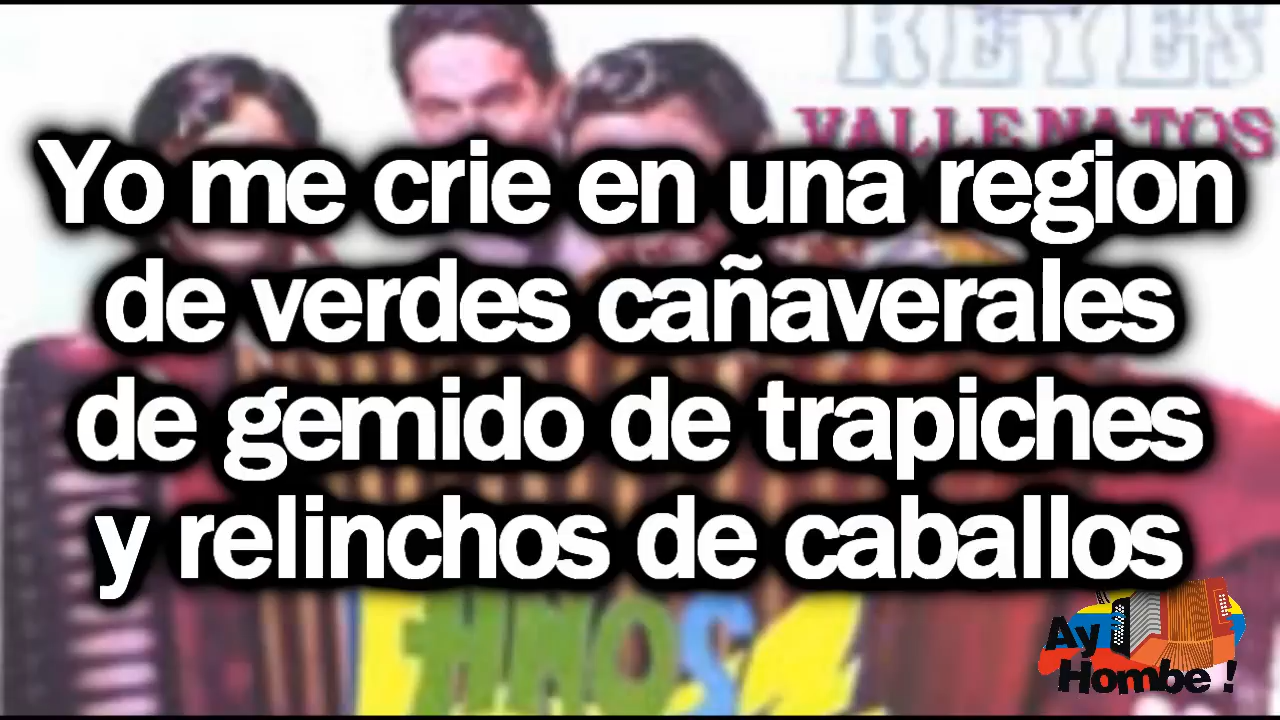 REYES
VALLENATOS
Yo me crie en una region
de verdes cañaverales
de gemido de trapiches
y relinchos de caballos
HNOS
Ay
Hombe !